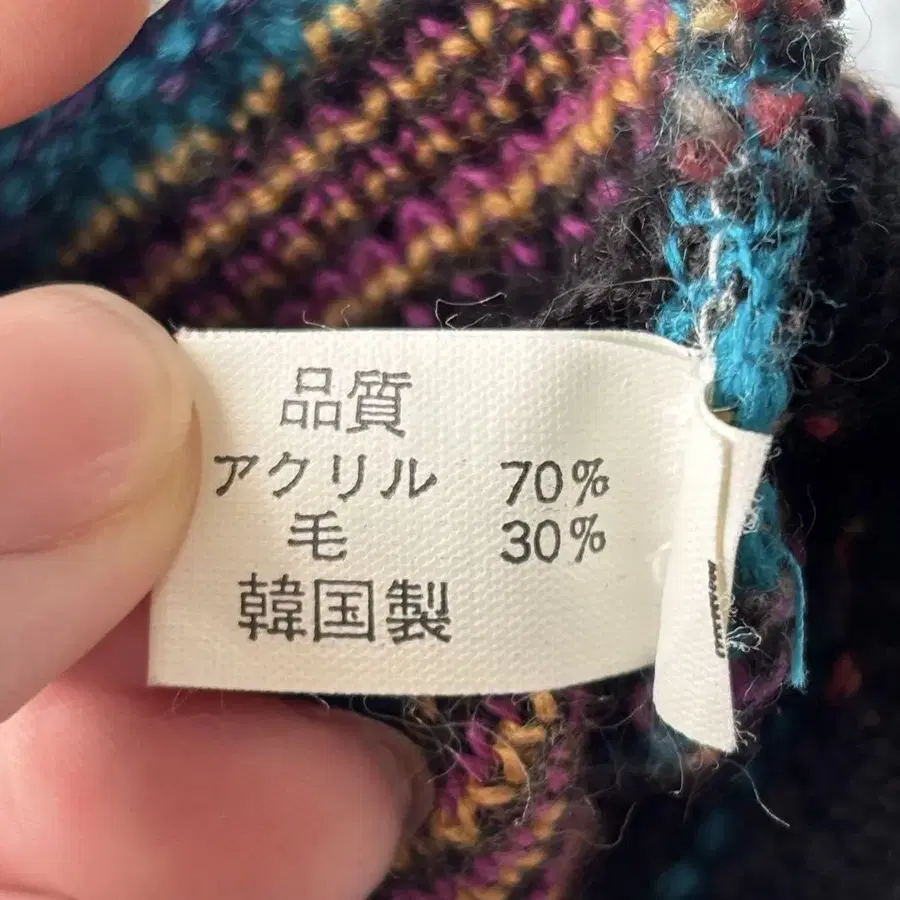 品質
アクリル 70%
毛 30%
韓国製